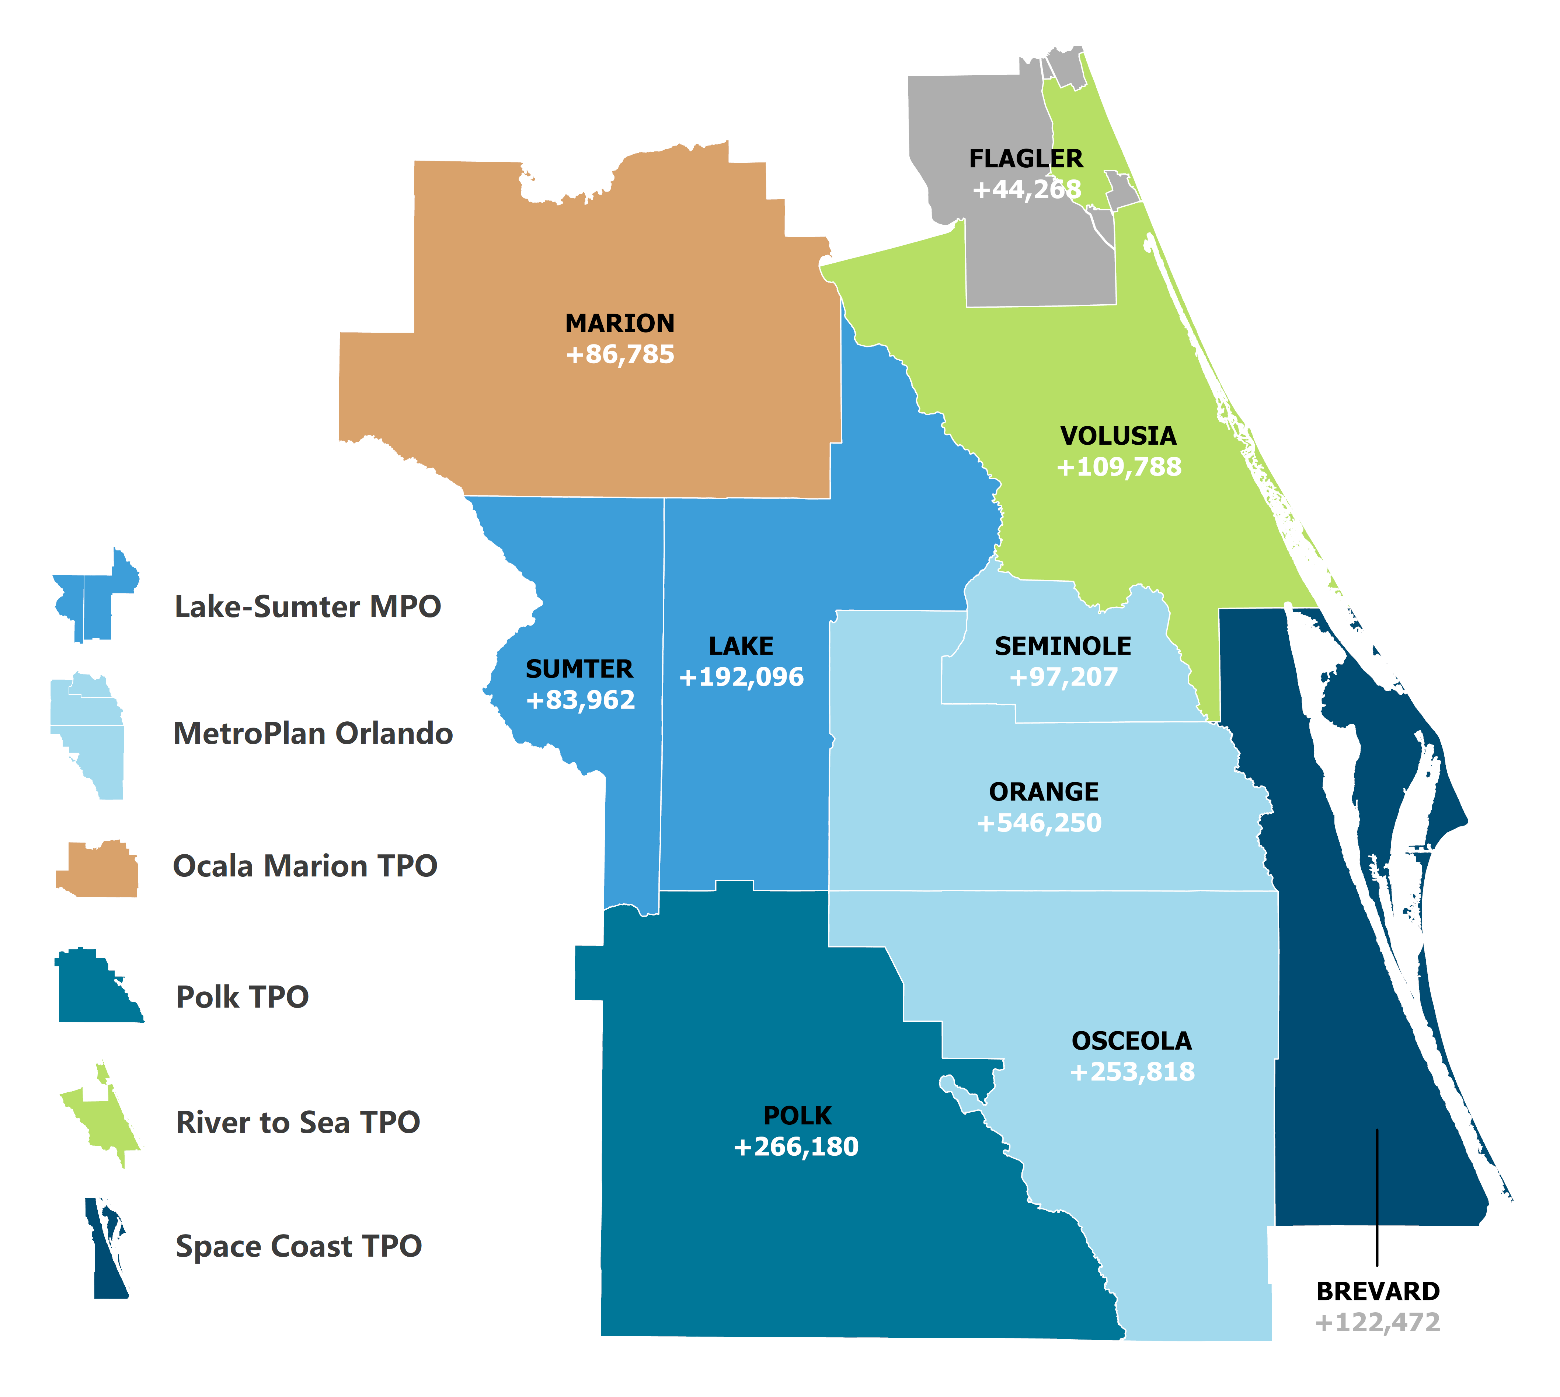 FLAGLER
+44,268
MARION
+86,785
VOLUSIA
+109,788
SUMTER
+83,962
LAKE
+192,096
SEMINOLE
+97,207
ORANGE
+546,250
OSCEOLA
+253,818
POLK
+266,180
BREVARD
+122,472
Lake-Sumter MPO
MetroPlan Orlando
Ocala Marion TPO
Polk TPO
River to Sea TPO
Space Coast TPO